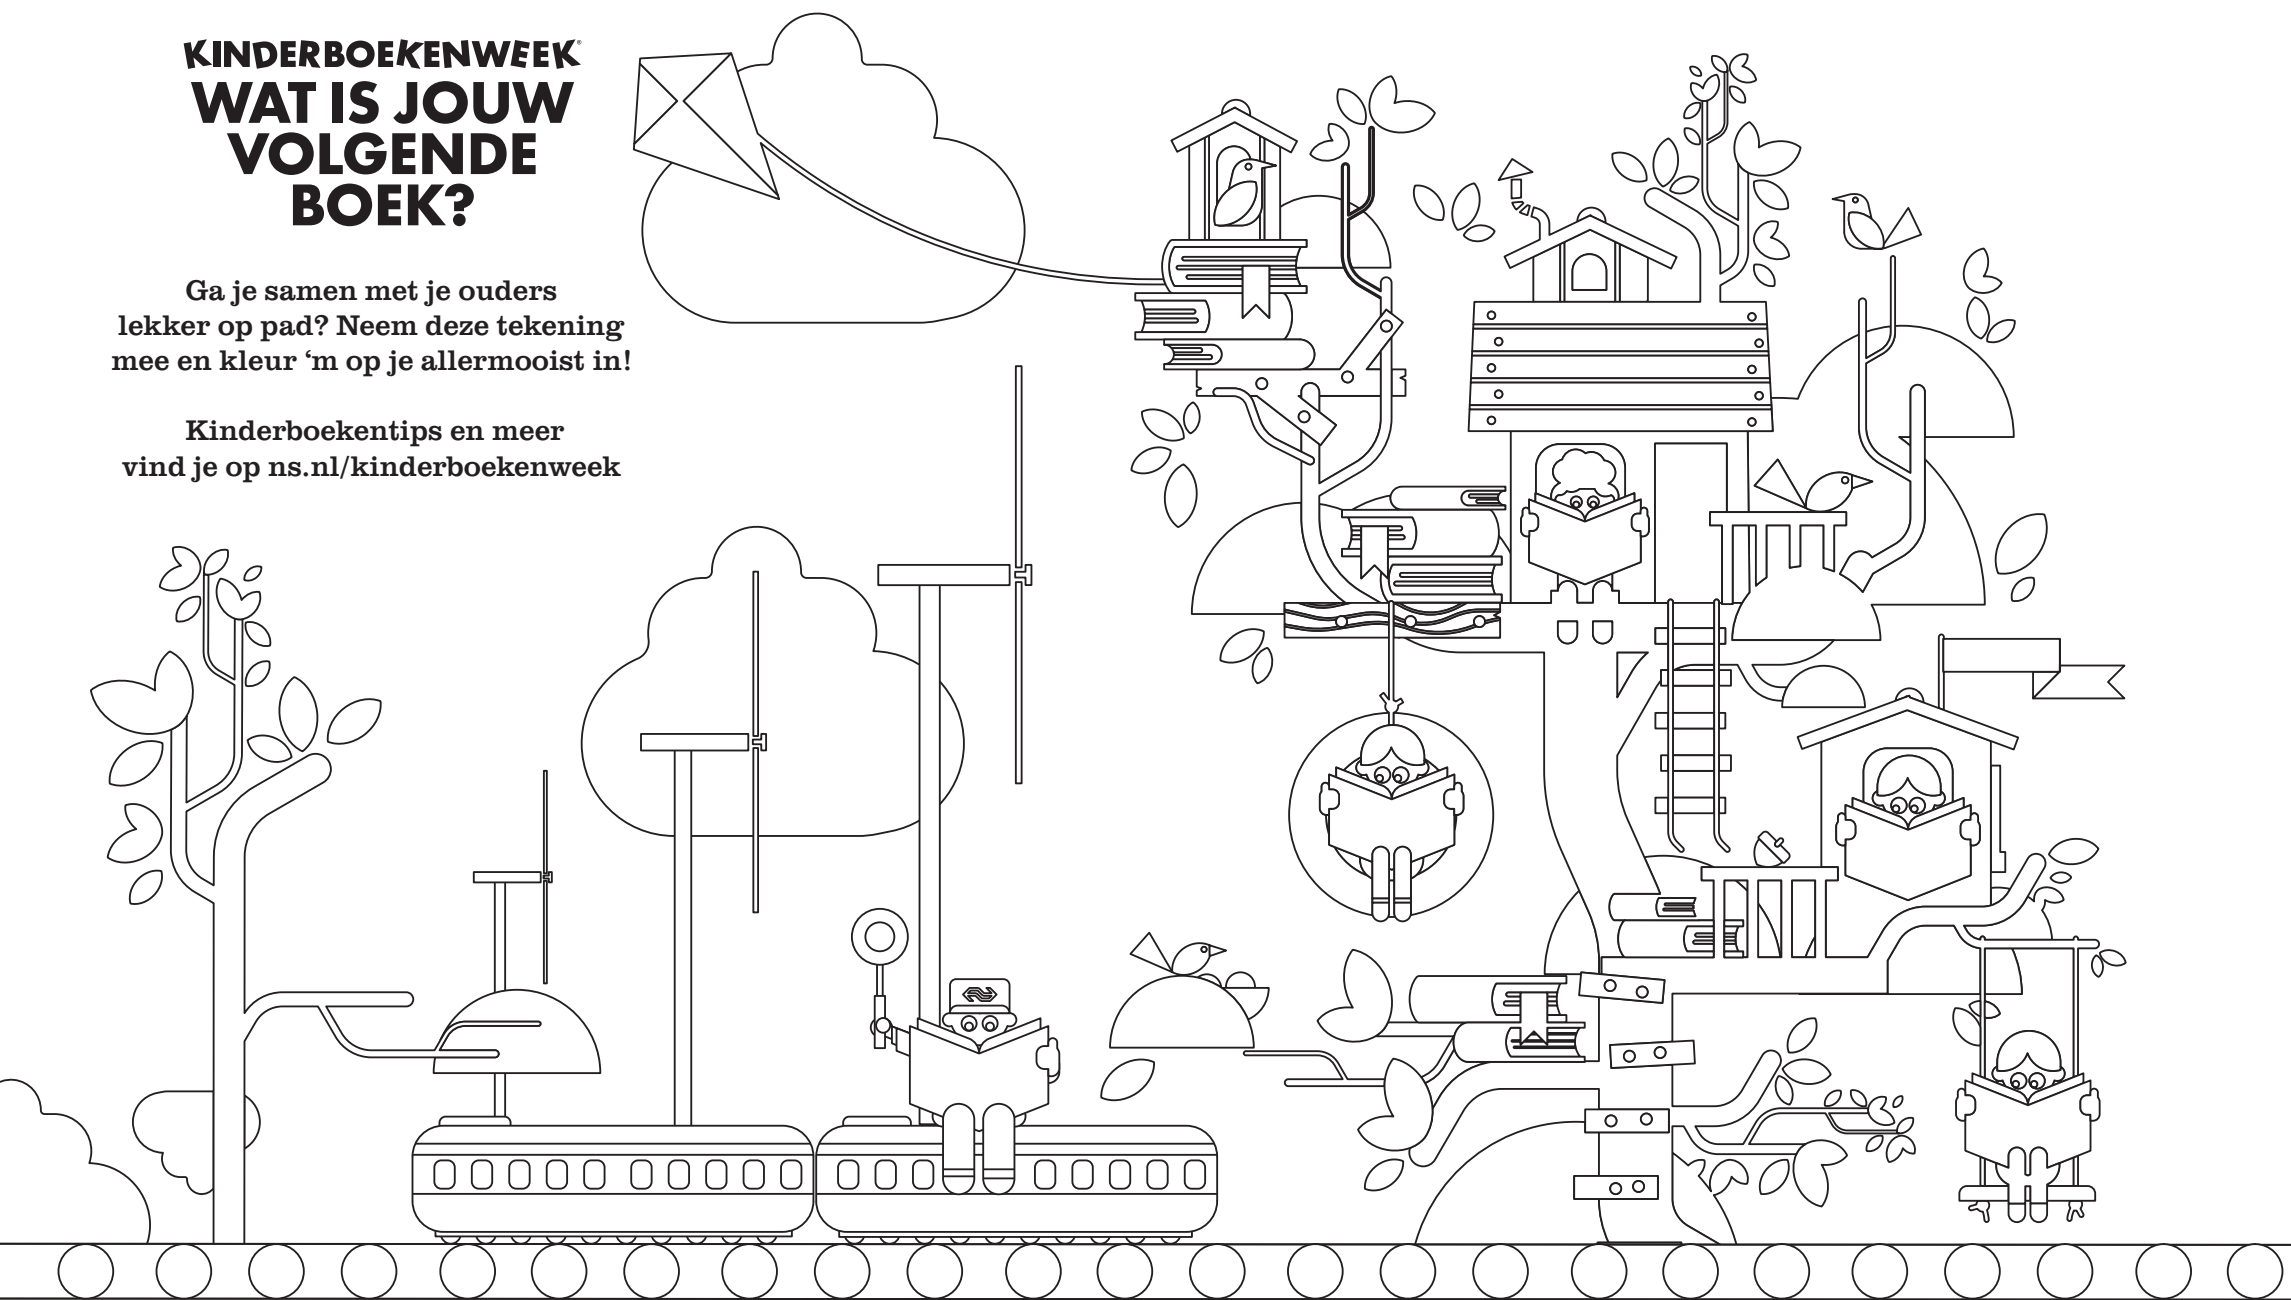 KINDERBOEKENWEEK®
WAT IS JOUW
VOLGENDE
BOEK?
Ga je samen met je ouders
lekker op pad? Neem deze tekening
mee en kleur ‘m op je allermooist in!
Kinderboekentips en meer
vind je op ns.nl/kinderboekenweek